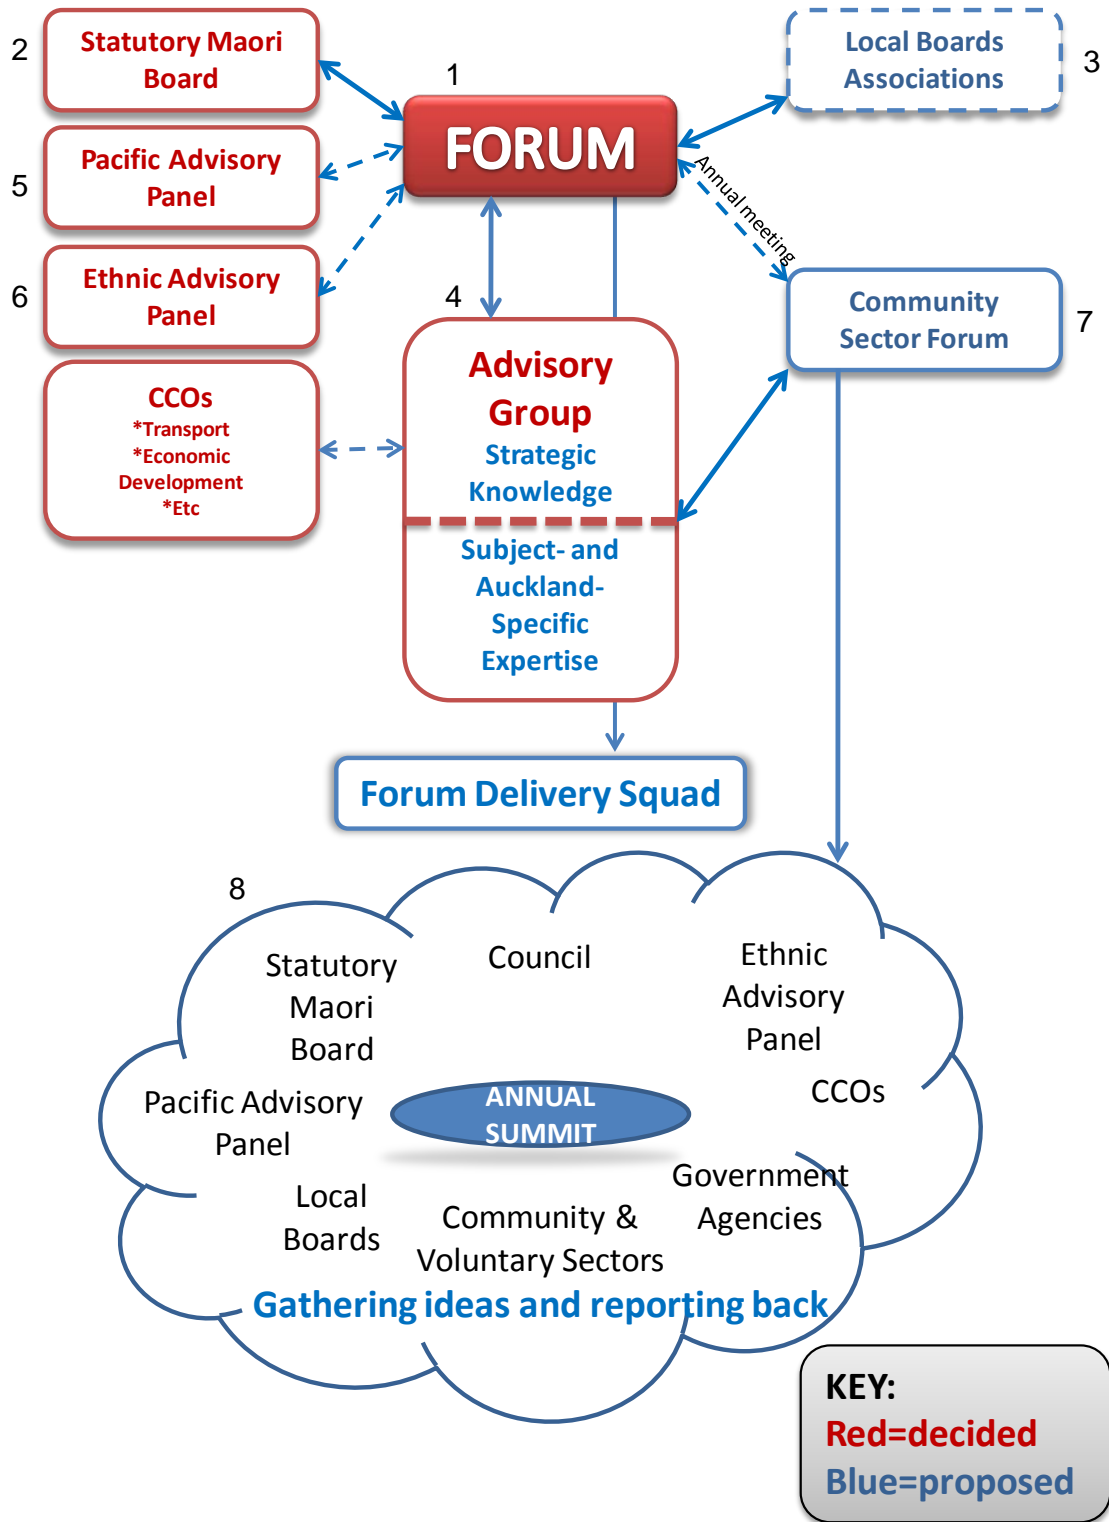 2
Statutory Maori
Board
1
FORUM
Local Boards
Associations
3
5
Pacific Advisory
Panel
Annual meeting
6
Ethnic Advisory
Panel
4
Community
Sector Forum
7
CCOs
*Transport
*Economic
Development
*Etc
Advisory
Group
Strategic
Knowledge
Subject- and
Auckland-
Specific
Expertise
Forum Delivery Squad
8
Statutory
Maori
Board
Council
Ethnic
Advisory
Panel
Pacific Advisory
Panel
ANNUAL
SUMMIT
CCOs
Local
Boards
Community &
Voluntary Sectors
Government
Agencies
Gathering ideas and reporting back
KEY:
Red=decided
Blue=proposed